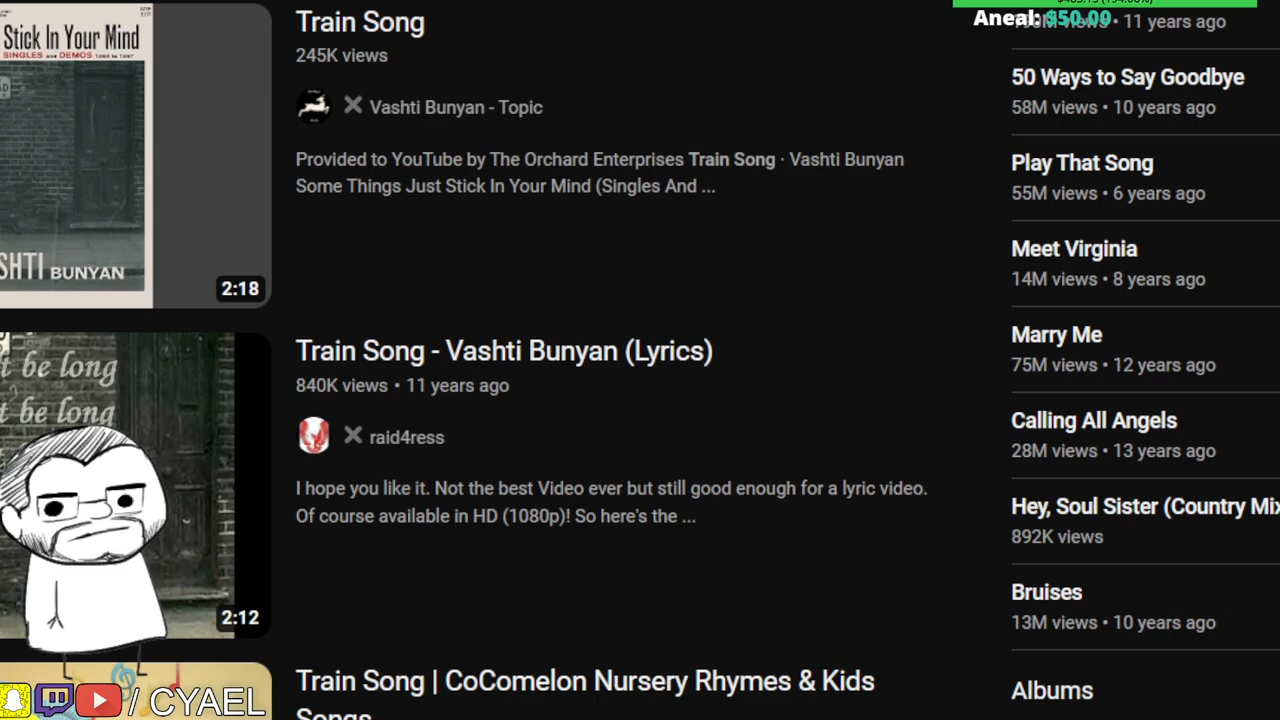 Stick In Your Mind
SINGLES and DEMOS
SHTI BUNYAN
2:18
Train Song
245K views
Vashti Bunyan - Topic
Provided to YouTube by The Orchard Enterprises Train Song · Vashti Bunyan
Some Things Just Stick In Your Mind (Singles And ...
t be long
t be long
2:12
Train Song - Vashti Bunyan (Lyrics)
840K views • 11 years ago
raid4ress
I hope you like it. Not the best Video ever but still good enough for a lyric video.
Of course available in HD (1080p)! So here's the ...
/ CYAEL
Train Song | CoComelon Nursery Rhymes & Kids
Songs
Aneal: $50.00
• 11 years ago
50 Ways to Say Goodbye
58M views • 10 years ago
Play That Song
55M views • 6 years ago
Meet Virginia
14M views • 8 years ago
Marry Me
75M views • 12 years ago
Calling All Angels
28M views • 13 years ago
Hey, Soul Sister (Country Mix
892K views
Bruises
13M views • 10 years ago
Albums